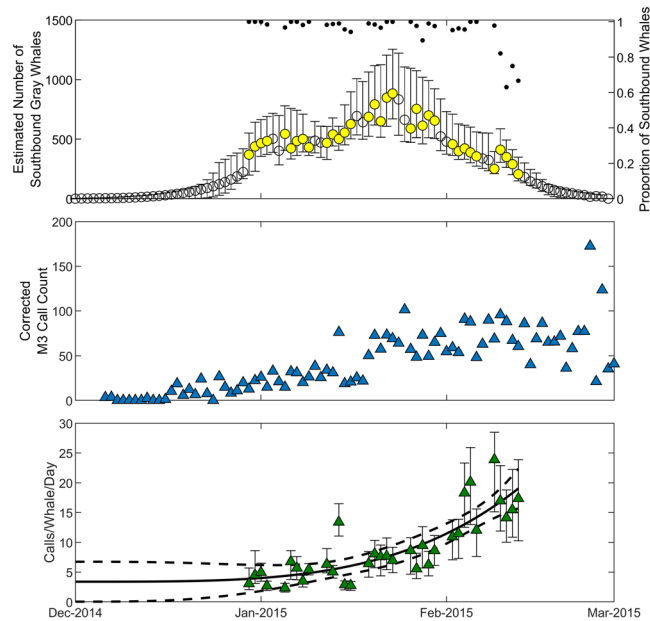 1500
1000
500
0
Estimated Number of
Southbound Gray Whales
1
0.8
0.6
0.4
0.2
0
Proportion of Southbound Whales
200
150
100
50
0
Corrected
M3 Call Count
30
25
20
15
10
5
0
Calls/Whale/Day
Dec-2014
Jan-2015
Feb-2015
Mar-2015